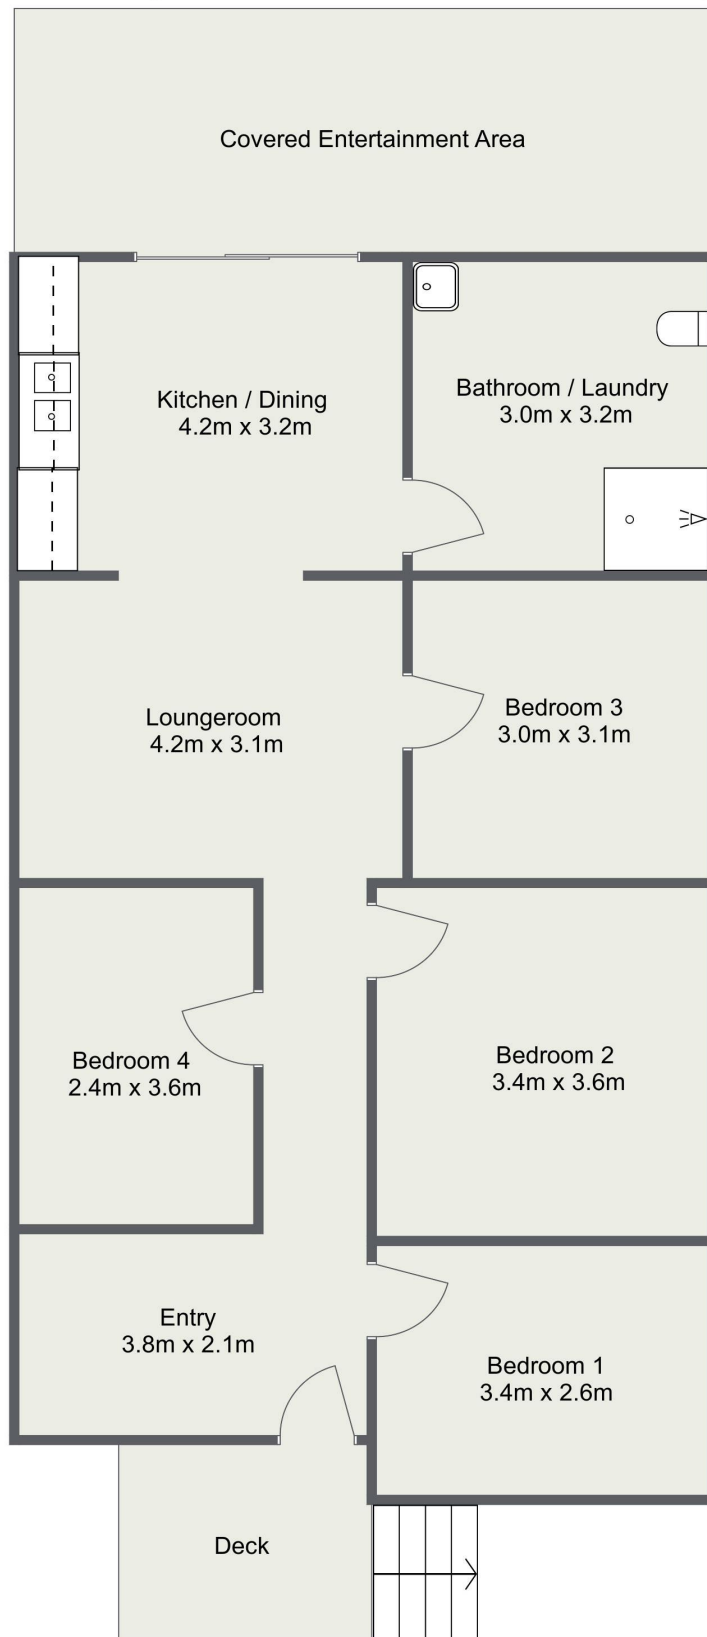 Covered Entertainment Area
Kitchen / Dining
4.2m x 3.2m
Bathroom / Laundry
3.0m x 3.2m
Loungeroom
4.2m x 3.1m
Bedroom 3
3.0m x 3.1m
Bedroom 4
2.4m x 3.6m
Bedroom 2
3.4m x 3.6m
Entry
3.8m x 2.1m
Bedroom 1
3.4m x 2.6m
Deck